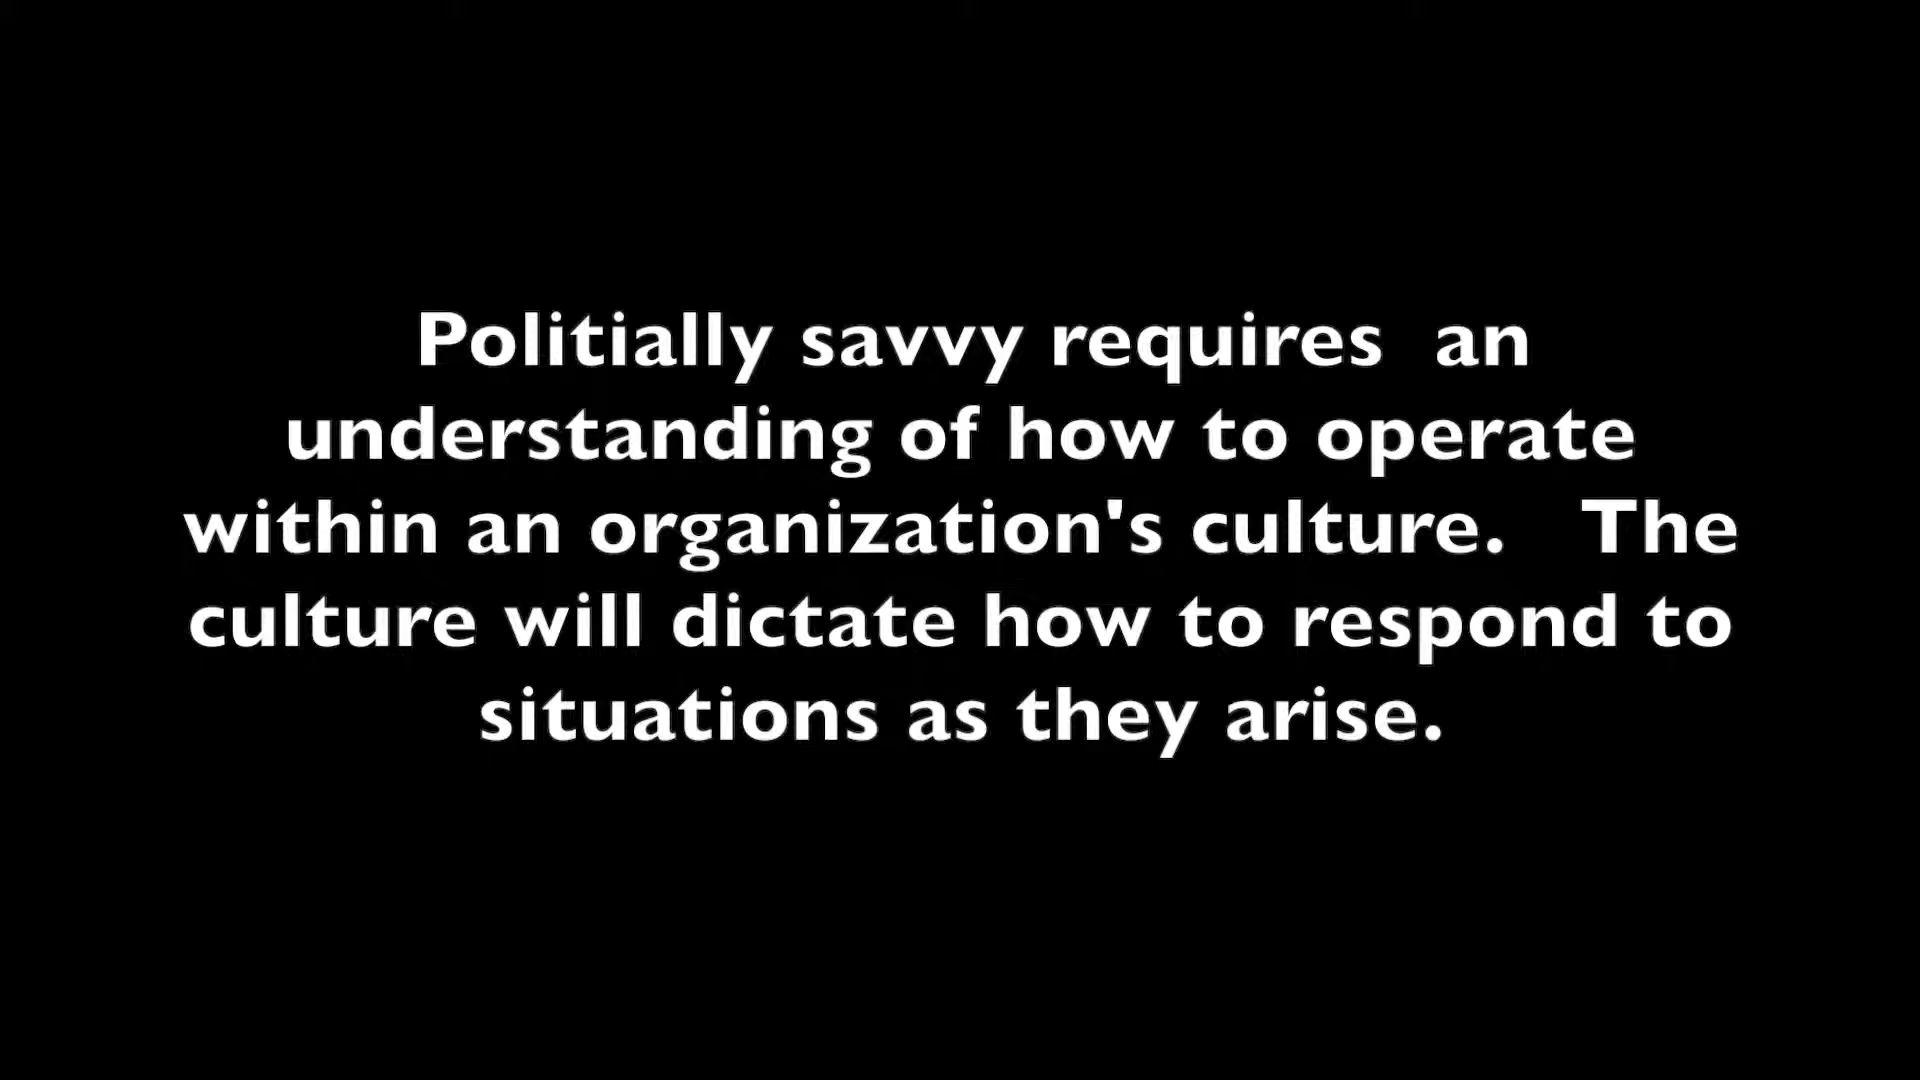 Politially savvy requires  an
understanding of how to operate
within an organization's culture.   The
culture will dictate how to respond to
situations as they arise.